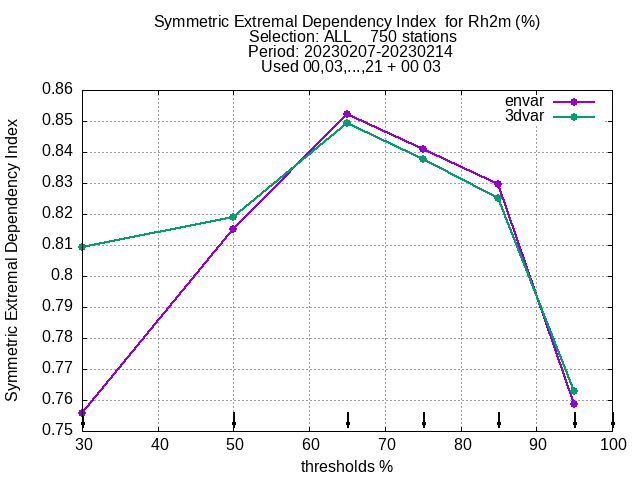 Symmetric Extremal Dependency Index  for Rh2m (%)
Selection: ALL    750 stations
Period: 20230207-20230214
Used 00,03,...,21 + 00 03
envar
3dvar
Symmetric Extremal Dependency Index
0.86
0.85
0.84
0.83
0.82
0.81
0.8
0.79
0.78
0.77
0.76
0.75
30 40 50 60 70 80 90 100
thresholds %